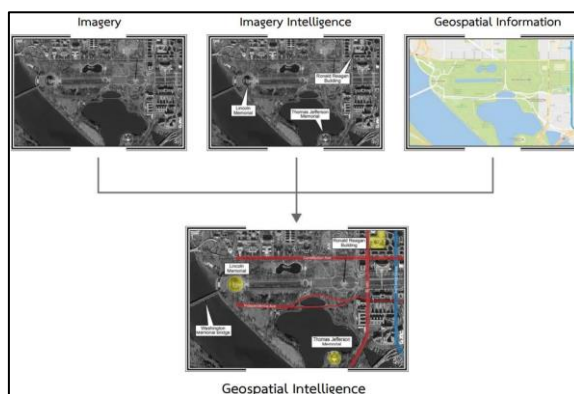 Imagery
Imagery Intelligence
Geospatial Information
Ronald Reagan
Building
Lincoln
Memorial
Thomas Jefferson
Memorial
Ronald Reagan
Building
Lincoln
Memorial
Washington
Memorial Bridge
Thomas Jefferson
Memorial
Geospatial Intelligence